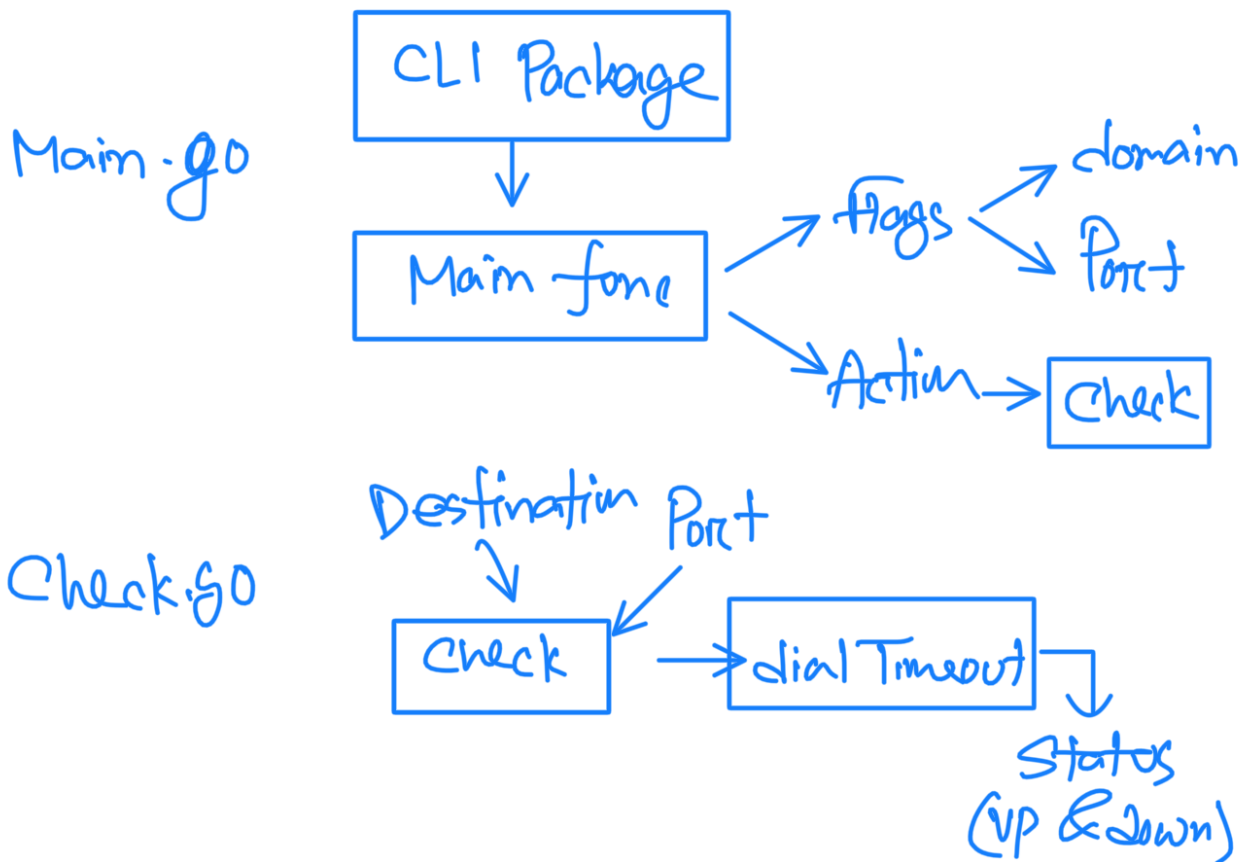 CLI Package
Main.go
Main func
Flags
domain
Port
Action
Check
Destination
Port
Check.go
Check
dial Timeout
Status
(Up & Down)